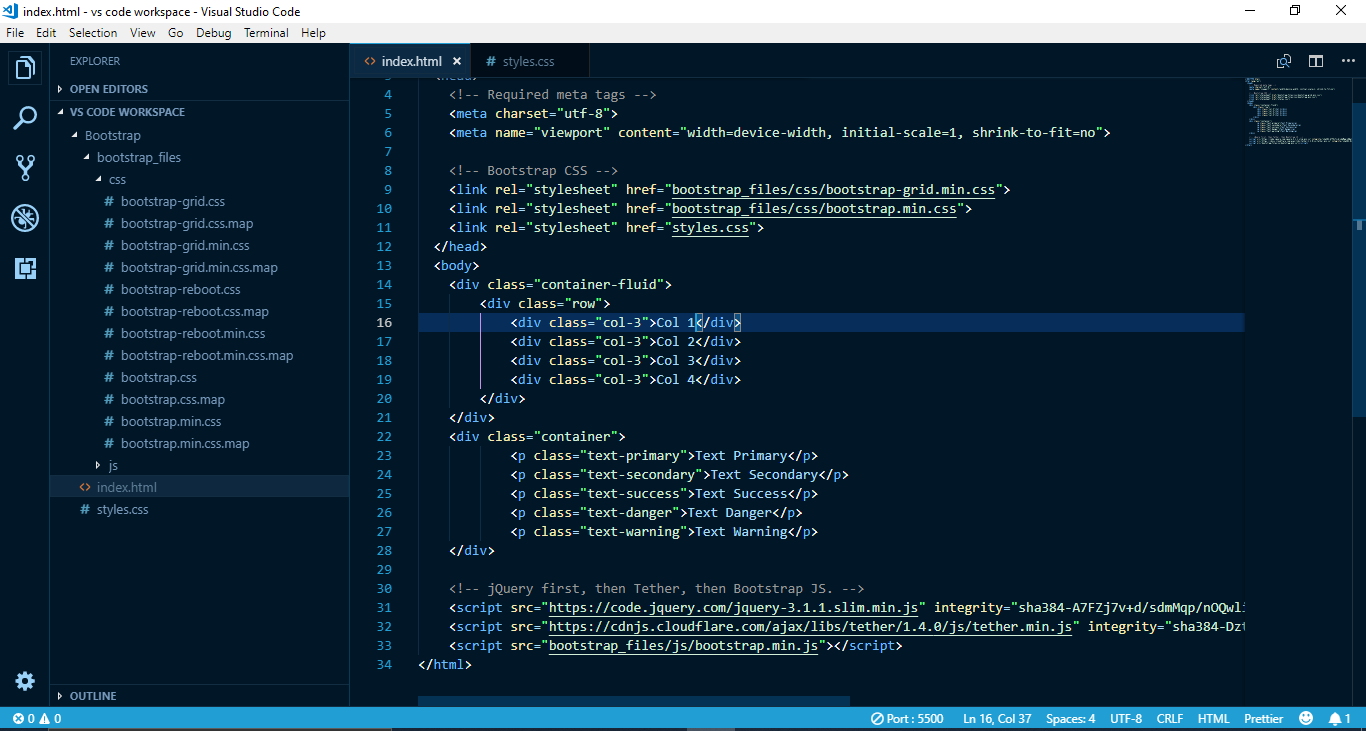 index.html - vs code workspace - Visual Studio Code
File Edit Selection View Go Debug Terminal Help
EXPLORER
OPEN EDITORS
VS CODE WORKSPACE
Bootstrap
bootstrap_files
css
# bootstrap-grid.css
# bootstrap-grid.css.map
# bootstrap-grid.min.css
# bootstrap-grid.min.css.map
# bootstrap-reboot.css
# bootstrap-reboot.css.map
# bootstrap-reboot.min.css
# bootstrap-reboot.min.css.map
# bootstrap.css
# bootstrap.css.map
# bootstrap.min.css
# bootstrap.min.css.map
js
<> index.html
# styles.css
OUTLINE
<> index.html × # styles.css
3 <head>
4 <!-- Required meta tags -->
5 <meta charset="utf-8">
6 <meta name="viewport" content="width=device-width, initial-scale=1, shrink-to-fit=no">
7
8 <!-- Bootstrap CSS -->
9 <link rel="stylesheet" href="bootstrap_files/css/bootstrap-grid.min.css">
10 <link rel="stylesheet" href="bootstrap_files/css/bootstrap.min.css">
11 <link rel="stylesheet" href="styles.css">
12 </head>
13 <body>
14 <div class="container-fluid">
15 <div class="row">
16 <div class="col-3">Col 1</div>
17 <div class="col-3">Col 2</div>
18 <div class="col-3">Col 3</div>
19 <div class="col-3">Col 4</div>
20 </div>
21 </div>
22 <div class="container">
23 <p class="text-primary">Text Primary</p>
24 <p class="text-secondary">Text Secondary</p>
25 <p class="text-success">Text Success</p>
26 <p class="text-danger">Text Danger</p>
27 <p class="text-warning">Text Warning</p>
28 </div>
29
30 <!-- jQuery first, then Tether, then Bootstrap JS. -->
31 <script src="https://code.jquery.com/jquery-3.1.1.slim.min.js" integrity="sha384-A7FZj7v+d/sdmMqp/nOQwli
32 <script src="https://cdnjs.cloudflare.com/ajax/libs/tether/1.4.0/js/tether.min.js" integrity="sha384-Dzt
33 <script src="bootstrap_files/js/bootstrap.min.js"></script>
34 </html>
0 0 Port : 5500 Ln 16, Col 37 Spaces: 4 UTF-8 CRLF HTML Prettier 1